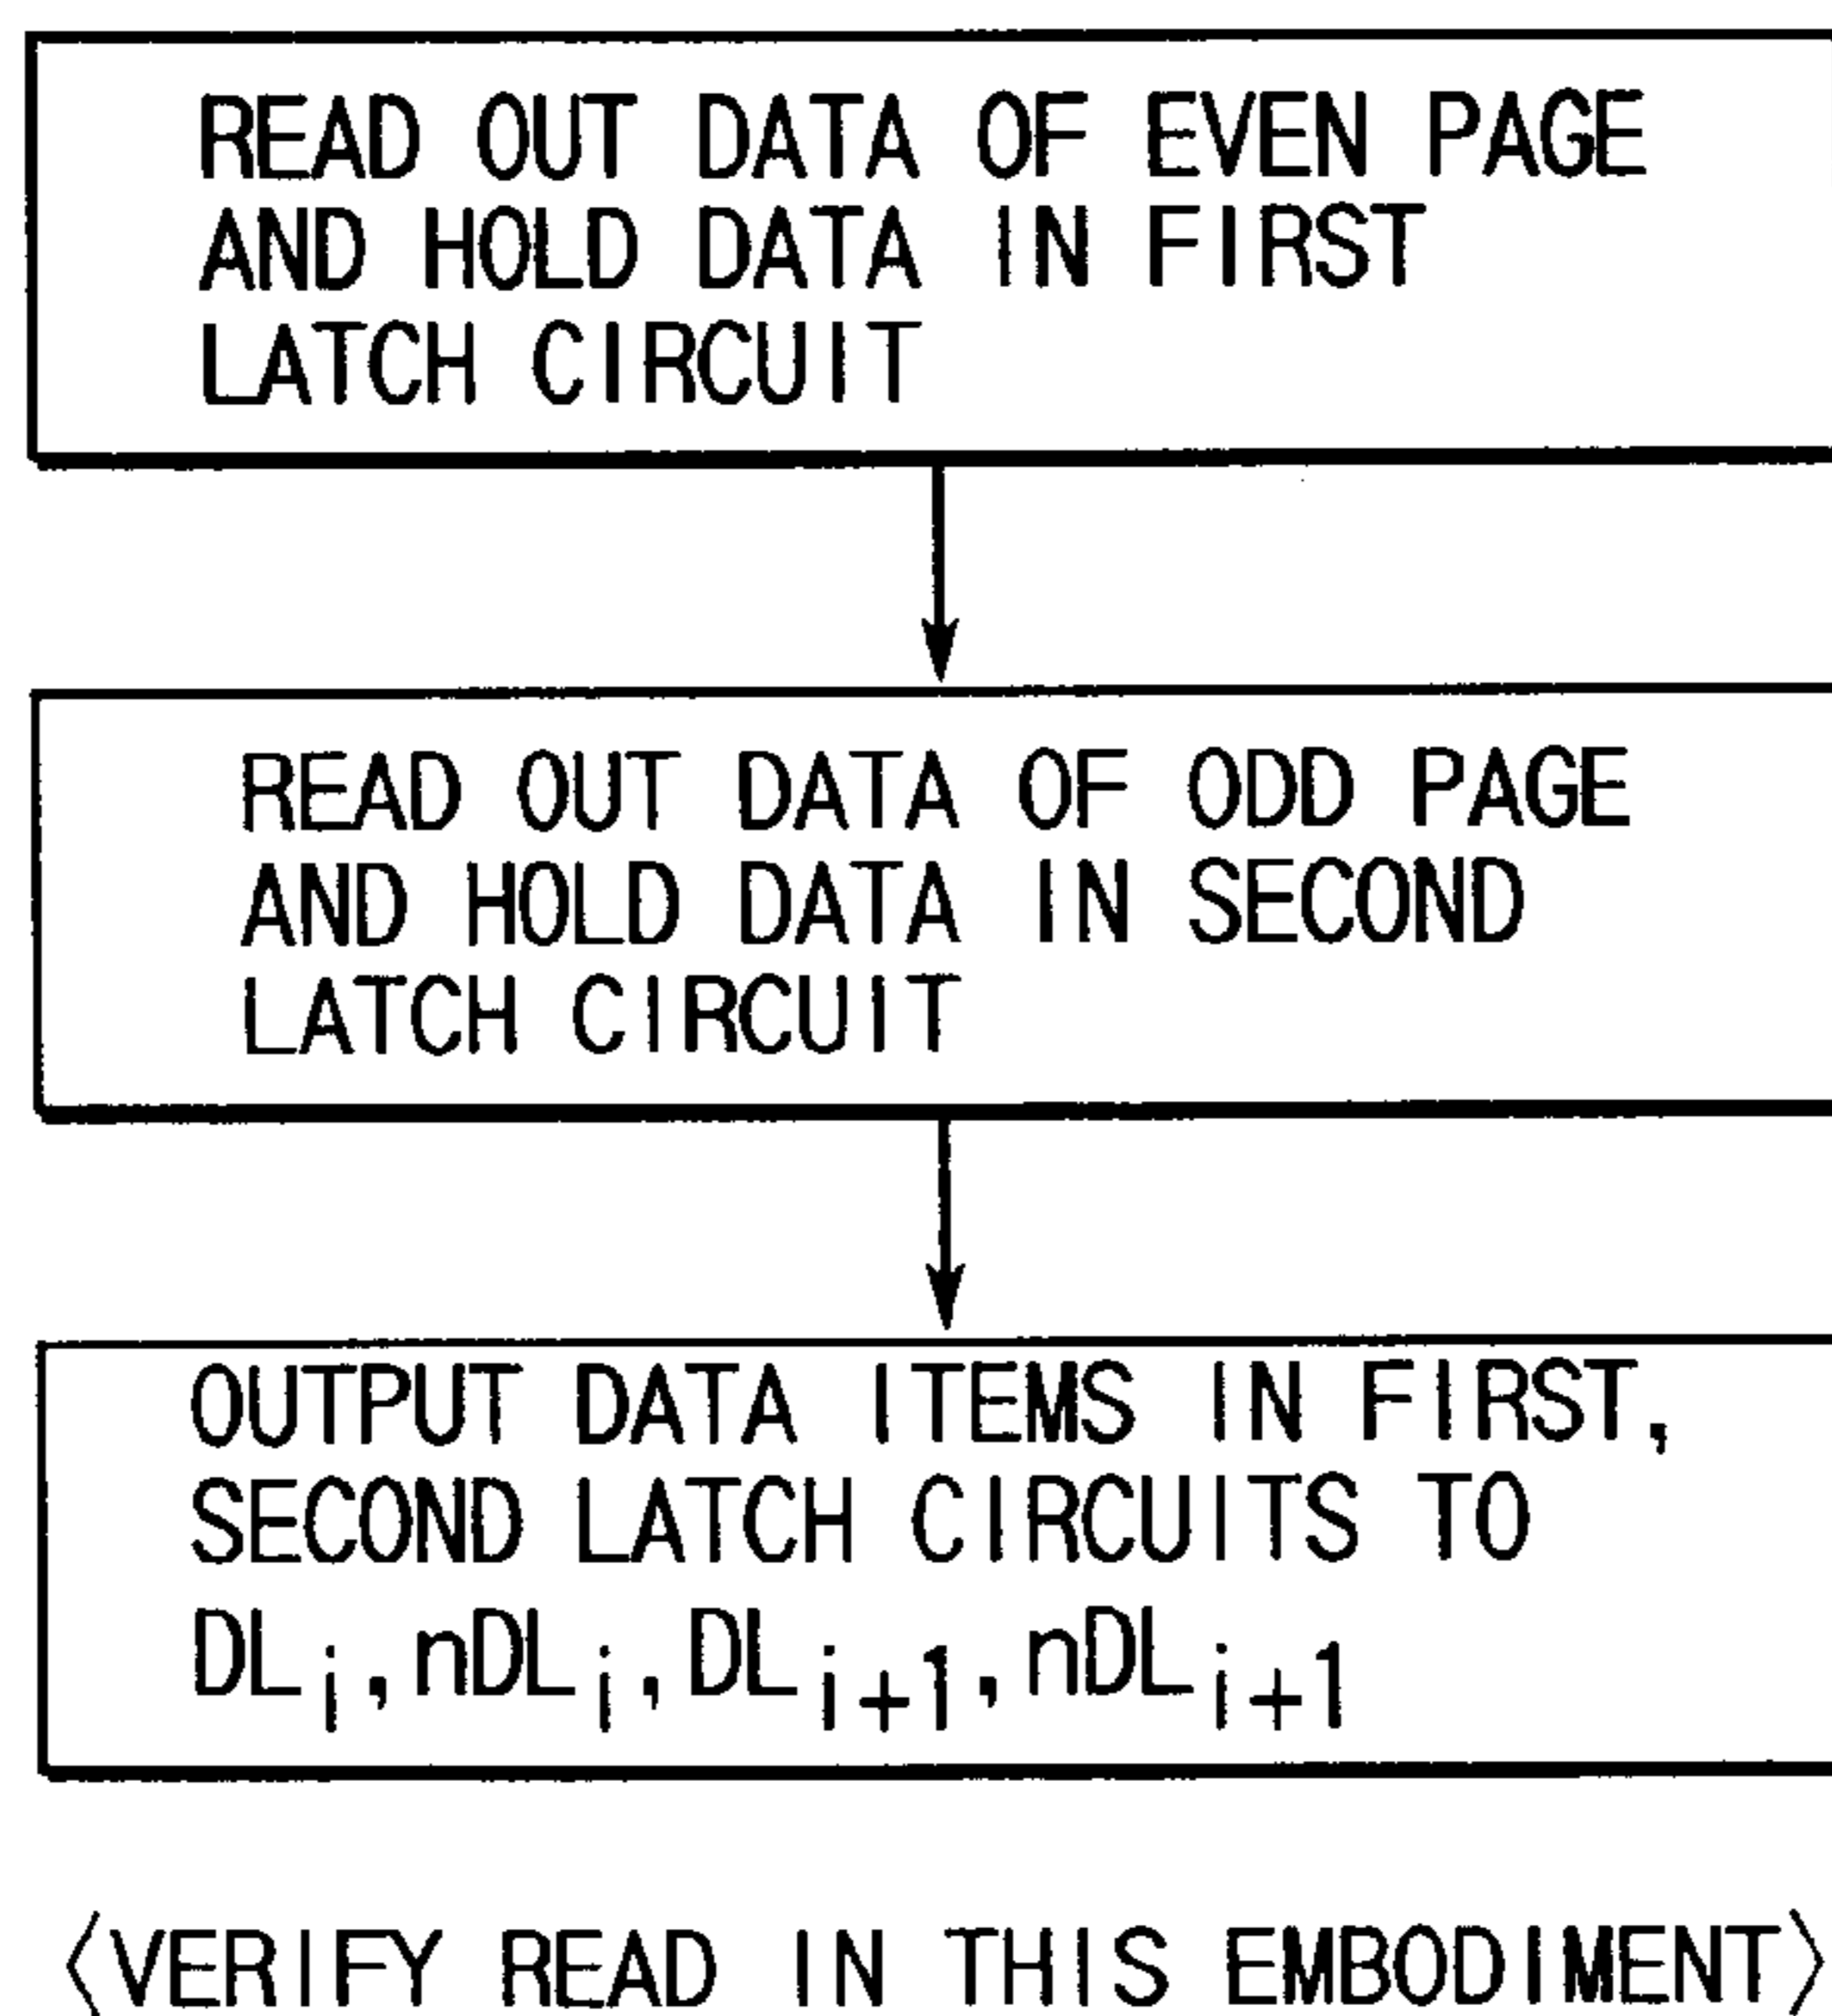 READ OUT DATA OF EVEN PAGE
AND HOLD DATA IN FIRST
LATCH CIRCUIT
READ OUT DATA OF ODD PAGE
AND HOLD DATA IN SECOND
LATCH CIRCUIT
OUTPUT DATA ITEMS IN FIRST,
SECOND LATCH CIRCUITS TO
DLi, nDLi, DLi+1, nDLi+1
〈VERIFY READ IN THIS EMBODIMENT〉